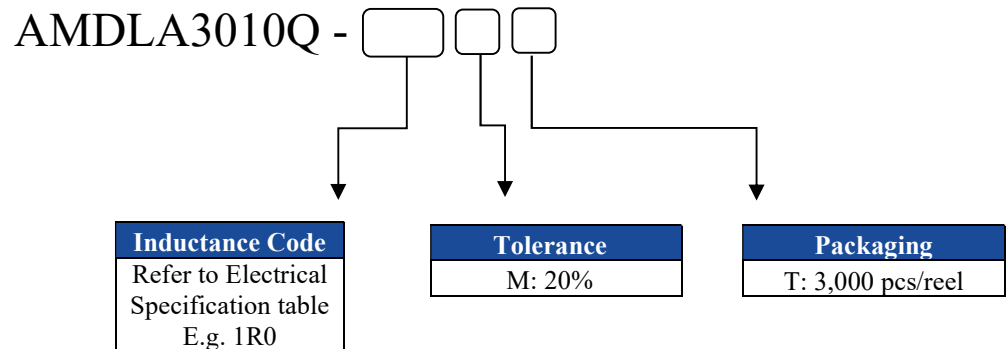 AMDLA3010Q -
Inductance Code
Refer to Electrical
Specification table
E.g. 1R0
Tolerance
M: 20%
Packaging
T: 3,000 pcs/reel